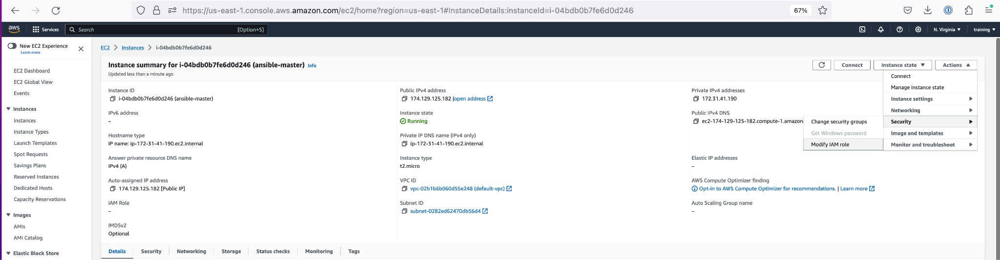 https://us-east-1.console.aws.amazon.com/ec2/home?region=us-east-1#InstanceDetails:instanceId=i-04bdb0b7fe6d0d246
67%
aws
Services
Search
[Option+S]
N. Virginia
training
New EC2 Experience
Learn more
EC2 Dashboard
EC2 Global View
Events
Instances
Instances
Instance Types
Launch Templates
Spot Requests
Savings Plans
Reserved Instances
Dedicated Hosts
Capacity Reservations
Images
AMIs
AMI Catalog
Elastic Block Store
EC2 > Instances > i-04bdb0b7fe6d0d246
Instance summary for i-04bdb0b7fe6d0d246 (ansible-master) Info
Updated less than a minute ago
Connect
Instance state
Actions
Connect
Manage instance state
Instance settings
Networking
Security
Image and templates
Monitor and troubleshoot
Change security groups
Get Windows password
Modify IAM role
Instance ID
i-04bdb0b7fe6d0d246 (ansible-master)
IPv6 address
–
Hostname type
IP name: ip-172-31-41-190.ec2.internal
Answer private resource DNS name
IPv4 (A)
Auto-assigned IP address
174.129.125.182 [Public IP]
IAM Role
–
IMDSv2
Optional
Public IPv4 address
174.129.125.182 |open address
Instance state
Running
Private IP DNS name (IPv4 only)
ip-172-31-41-190.ec2.internal
Instance type
t2.micro
VPC ID
vpc-02b1b6b060d55e248 (default-vpc)
Subnet ID
subnet-0282ed62470db56d4
Private IPv4 addresses
172.31.41.190
Public IPv4 DNS
ec2-174-129-125-182.compute-1.amazon
Elastic IP addresses
–
AWS Compute Optimizer finding
Opt-in to AWS Compute Optimizer for recommendations. | Learn more
Auto Scaling Group name
–
Details
Security
Networking
Storage
Status checks
Monitoring
Tags